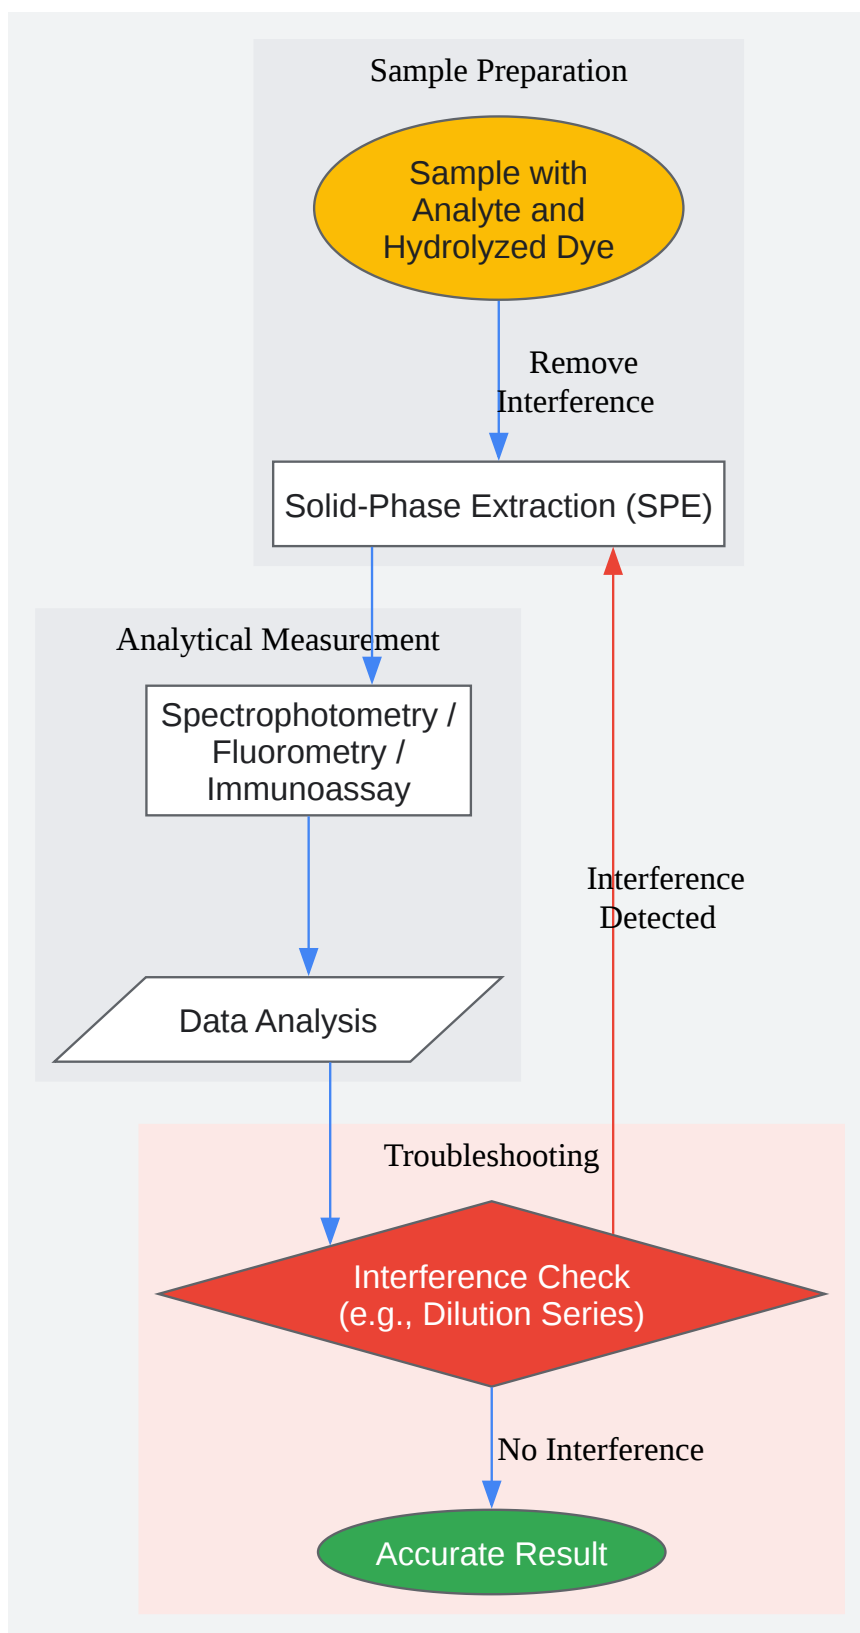 Sample Preparation
Sample with
Analyte and
Hydrolyzed Dye
Remove
Interference
Solid-Phase Extraction (SPE)
Analytical Measurement
Spectrophotometry /
Fluorometry /
Immunoassay
Interference
Detected
Data Analysis
Troubleshooting
Interference Check
(e.g., Dilution Series)
No Interference
Accurate Result